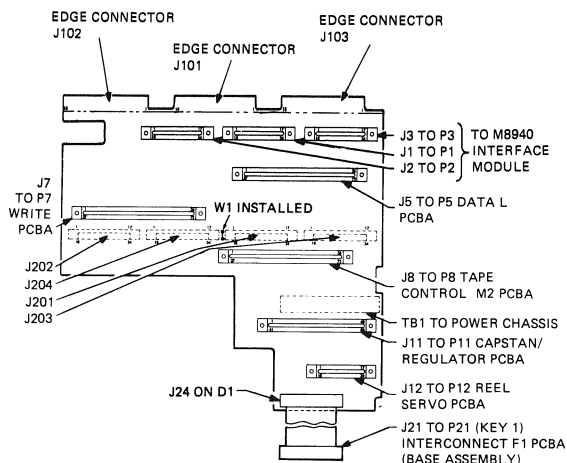 EDGE CONNECTOR
J102
EDGE CONNECTOR
J101
EDGE CONNECTOR
J103
J3 TO P3
J1 TO P1
J2 TO P2
TO M8940
INTERFACE
MODULE
J7
TO P7
WRITE
PCBA
W1 INSTALLED
J5 TO P5 DATA L
PCBA
J202
J204
J201
J203
J8 TO P8 TAPE
CONTROL M2 PCBA
TB1 TO POWER CHASSIS
J11 TO P11 CAPSTAN/
REGULATOR PCBA
J12 TO P12 REEL
SERVO PCBA
J24 ON D1
J21 TO P21 (KEY 1)
INTERCONNECT F1 PCBA
(BASE ASSEMBLY)